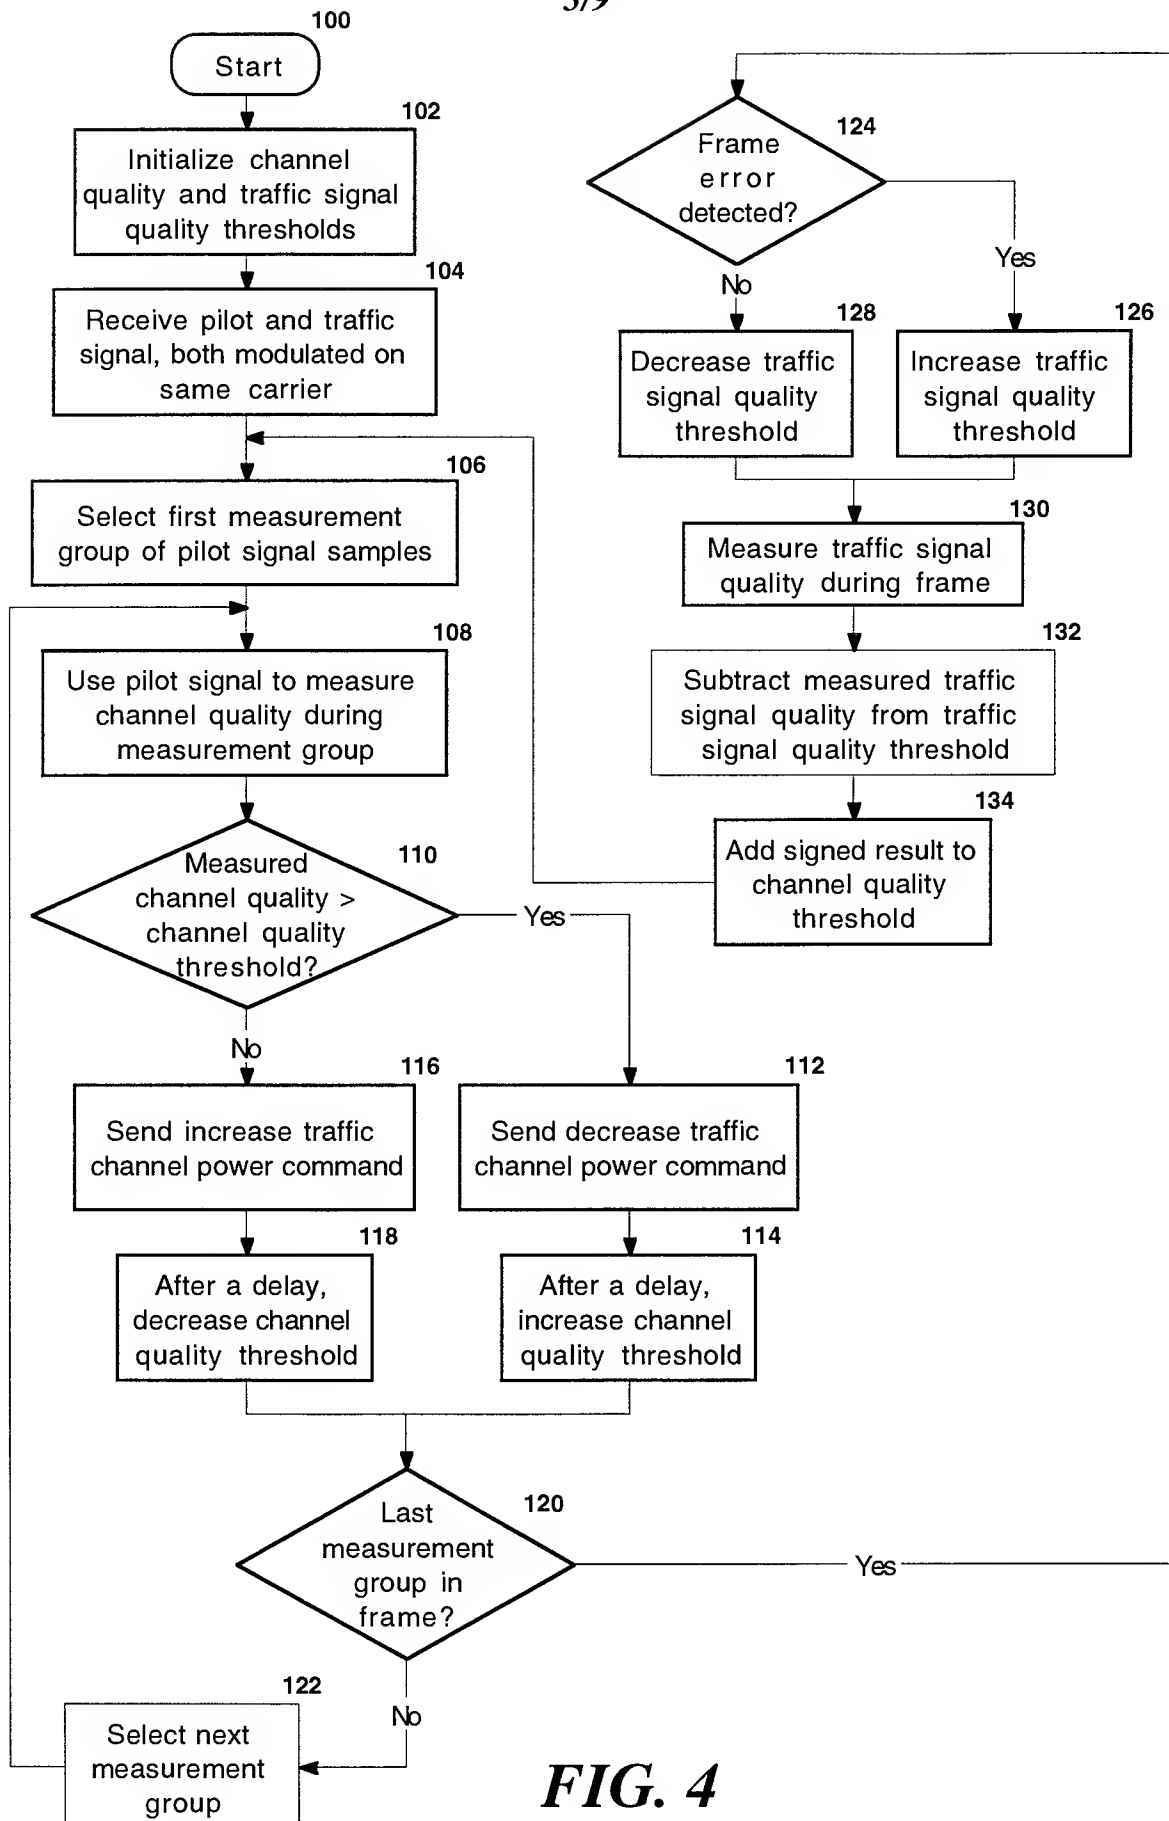 3/9
100
Start
102
Initialize channel
quality and traffic signal
quality thresholds
104
Receive pilot and traffic
signal, both modulated on
same carrier
106
Select first measurement
group of pilot signal samples
108
Use pilot signal to measure
channel quality during
measurement group
110
Measured
channel quality >
channel quality
threshold?
Yes
No
116
Send increase traffic
channel power command
112
Send decrease traffic
channel power command
118
After a delay,
decrease channel
quality threshold
114
After a delay,
increase channel
quality threshold
120
Last
measurement
group in
frame?
Yes
No
122
Select next
measurement
group
124
Frame
error
detected?
No
Yes
128
Decrease traffic
signal quality
threshold
126
Increase traffic
signal quality
threshold
130
Measure traffic signal
quality during frame
132
Subtract measured traffic
signal quality from traffic
signal quality threshold
134
Add signed result to
channel quality
threshold
FIG. 4